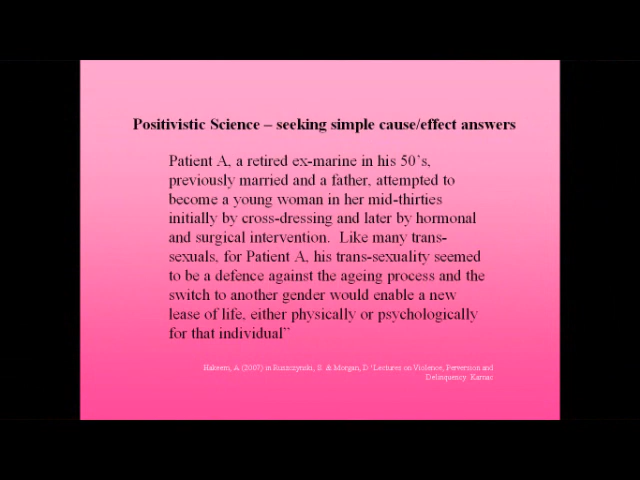 Positivistic Science – seeking simple cause/effect answers
Patient A, a retired ex-marine in his 50’s,
previously married and a father, attempted to
become a young woman in her mid-thirties
initially by cross-dressing and later by hormonal
and surgical intervention. Like many trans-
sexuals, for Patient A, his trans-sexuality seemed
to be a defence against the ageing process and the
switch to another gender would enable a new
lease of life, either physically or psychologically
for that individual”
Hakeem, A (2007) in Ruszczynski, S. & Morgan, D ‘Lectures on Violence, Perversion and
Delinquency. Karnac